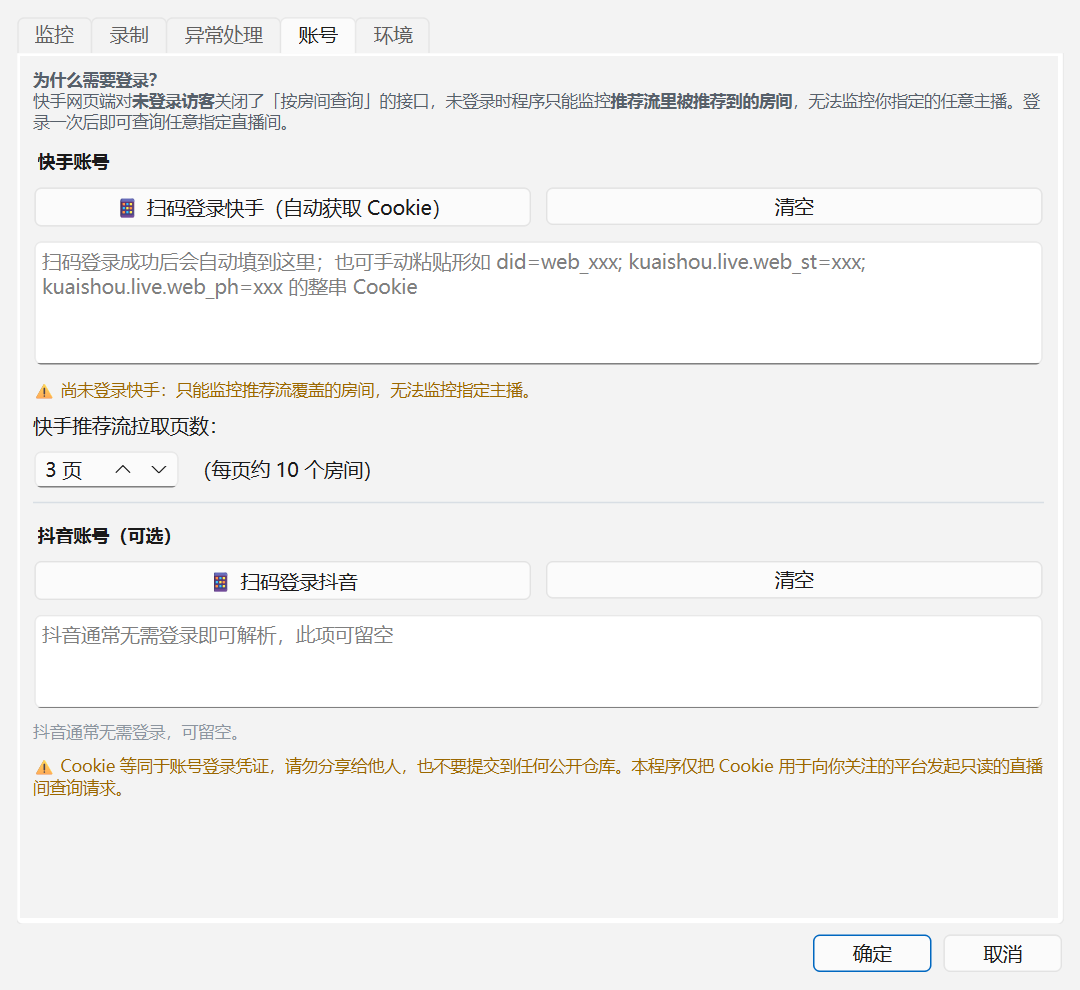 监控 录制 异常处理 账号 环境
为什么需要登录？
快手网页端对未登录访客关闭了「按房间查询」的接口，未登录时程序只能监控推荐流里被推荐到的房间，无法监控你指定的任意主播。登
录一次后即可查询任意指定直播间。
快手账号
扫码登录快手（自动获取 Cookie） 清空
扫码登录成功后会自动填到这里；也可手动粘贴形如 did=web_xxx; kuaishou.live.web_st=xxx;
kuaishou.live.web_ph=xxx 的整串 Cookie
尚未登录快手：只能监控推荐流覆盖的房间，无法监控指定主播。
快手推荐流拉取页数：
3 页 (每页约 10 个房间)
抖音账号（可选）
扫码登录抖音 清空
抖音通常无需登录即可解析，此项可留空
抖音通常无需登录，可留空。
Cookie 等同于账号登录凭证，请勿分享给他人，也不要提交到任何公开仓库。本程序仅把 Cookie 用于向你关注的平台发起只读的直播
间查询请求。
确定 取消